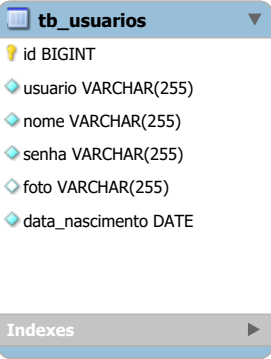 tb_usuarios
id BIGINT
usuario VARCHAR(255)
nome VARCHAR(255)
senha VARCHAR(255)
foto VARCHAR(255)
data_nascimento DATE
Indexes